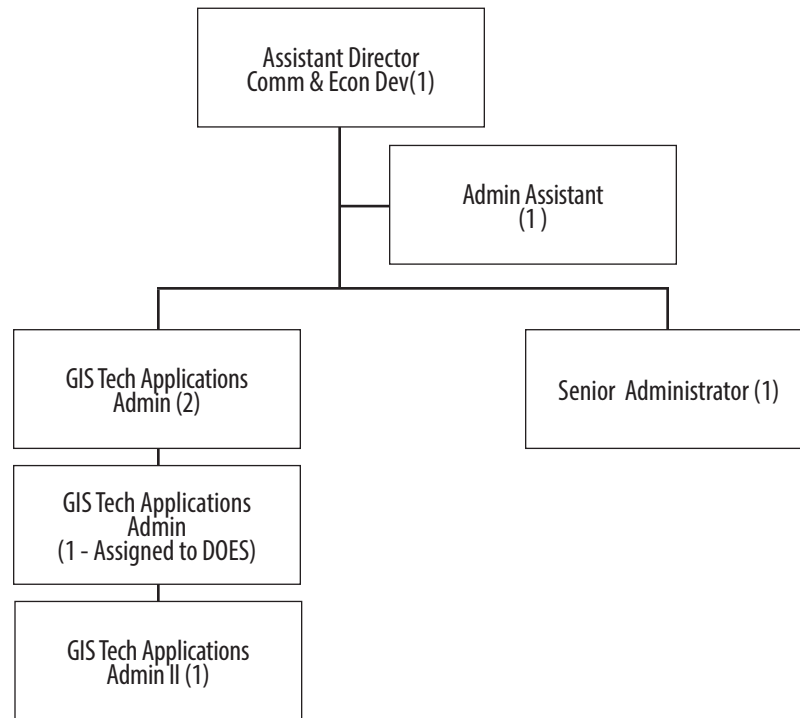 Assistant Director
Comm & Econ Dev(1)
Admin Assistant
(1 )
GIS Tech Applications
Admin (2)
Senior Administrator (1)
GIS Tech Applications
Admin
(1 - Assigned to DOES)
GIS Tech Applications
Admin II (1)